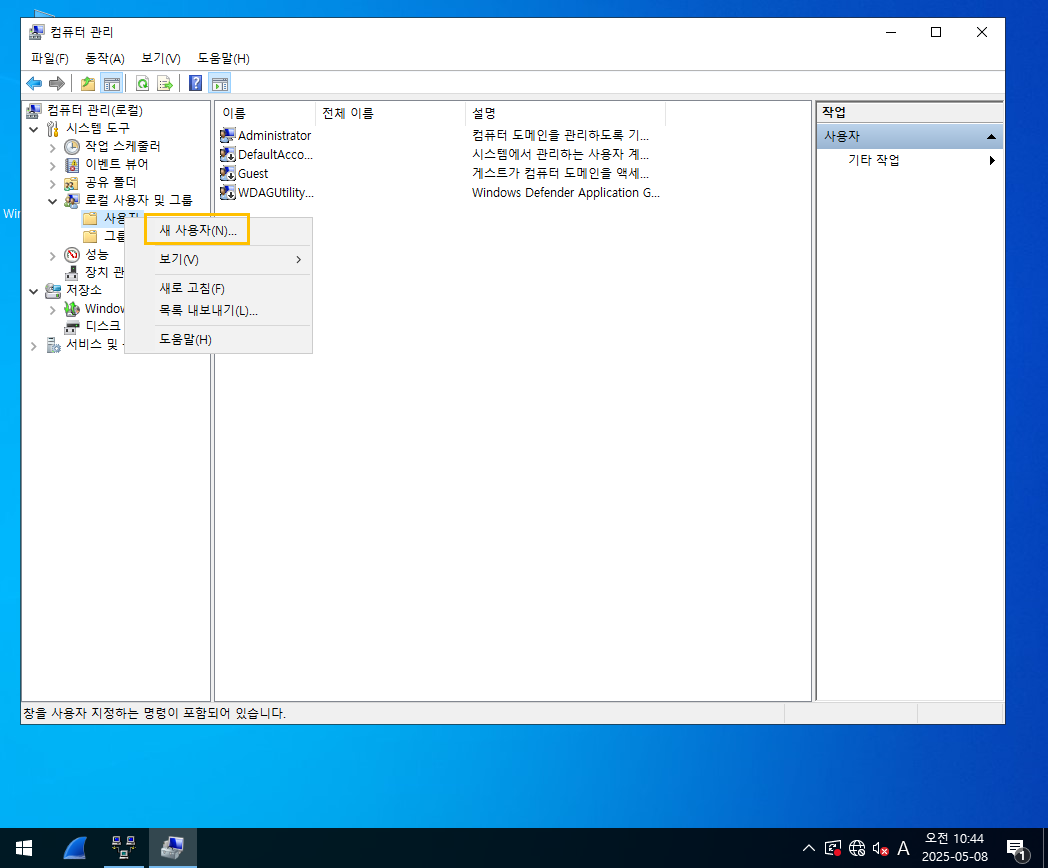 컴퓨터 관리
파일(F) 동작(A) 보기(V) 도움말(H)
컴퓨터 관리(로컬)
시스템 도구
작업 스케줄러
이벤트 뷰어
공유 폴더
로컬 사용자 및 그룹
사용자
그룹
성능
장치 관
저장소
Window
디스크
서비스 및
새 사용자(N)...
보기(V)
새로 고침(F)
목록 내보내기(L)...
도움말(H)
이름 전체 이름 설명
Administrator 컴퓨터 도메인을 관리하도록 기...
DefaultAcco... 시스템에서 관리하는 사용자 계...
Guest 게스트가 컴퓨터 도메인을 액세...
WDAGUtility... Windows Defender Application G...
작업
사용자
기타 작업
창을 사용자 지정하는 명령이 포함되어 있습니다.
Wir
A
오전 10:44
2025-05-08
1